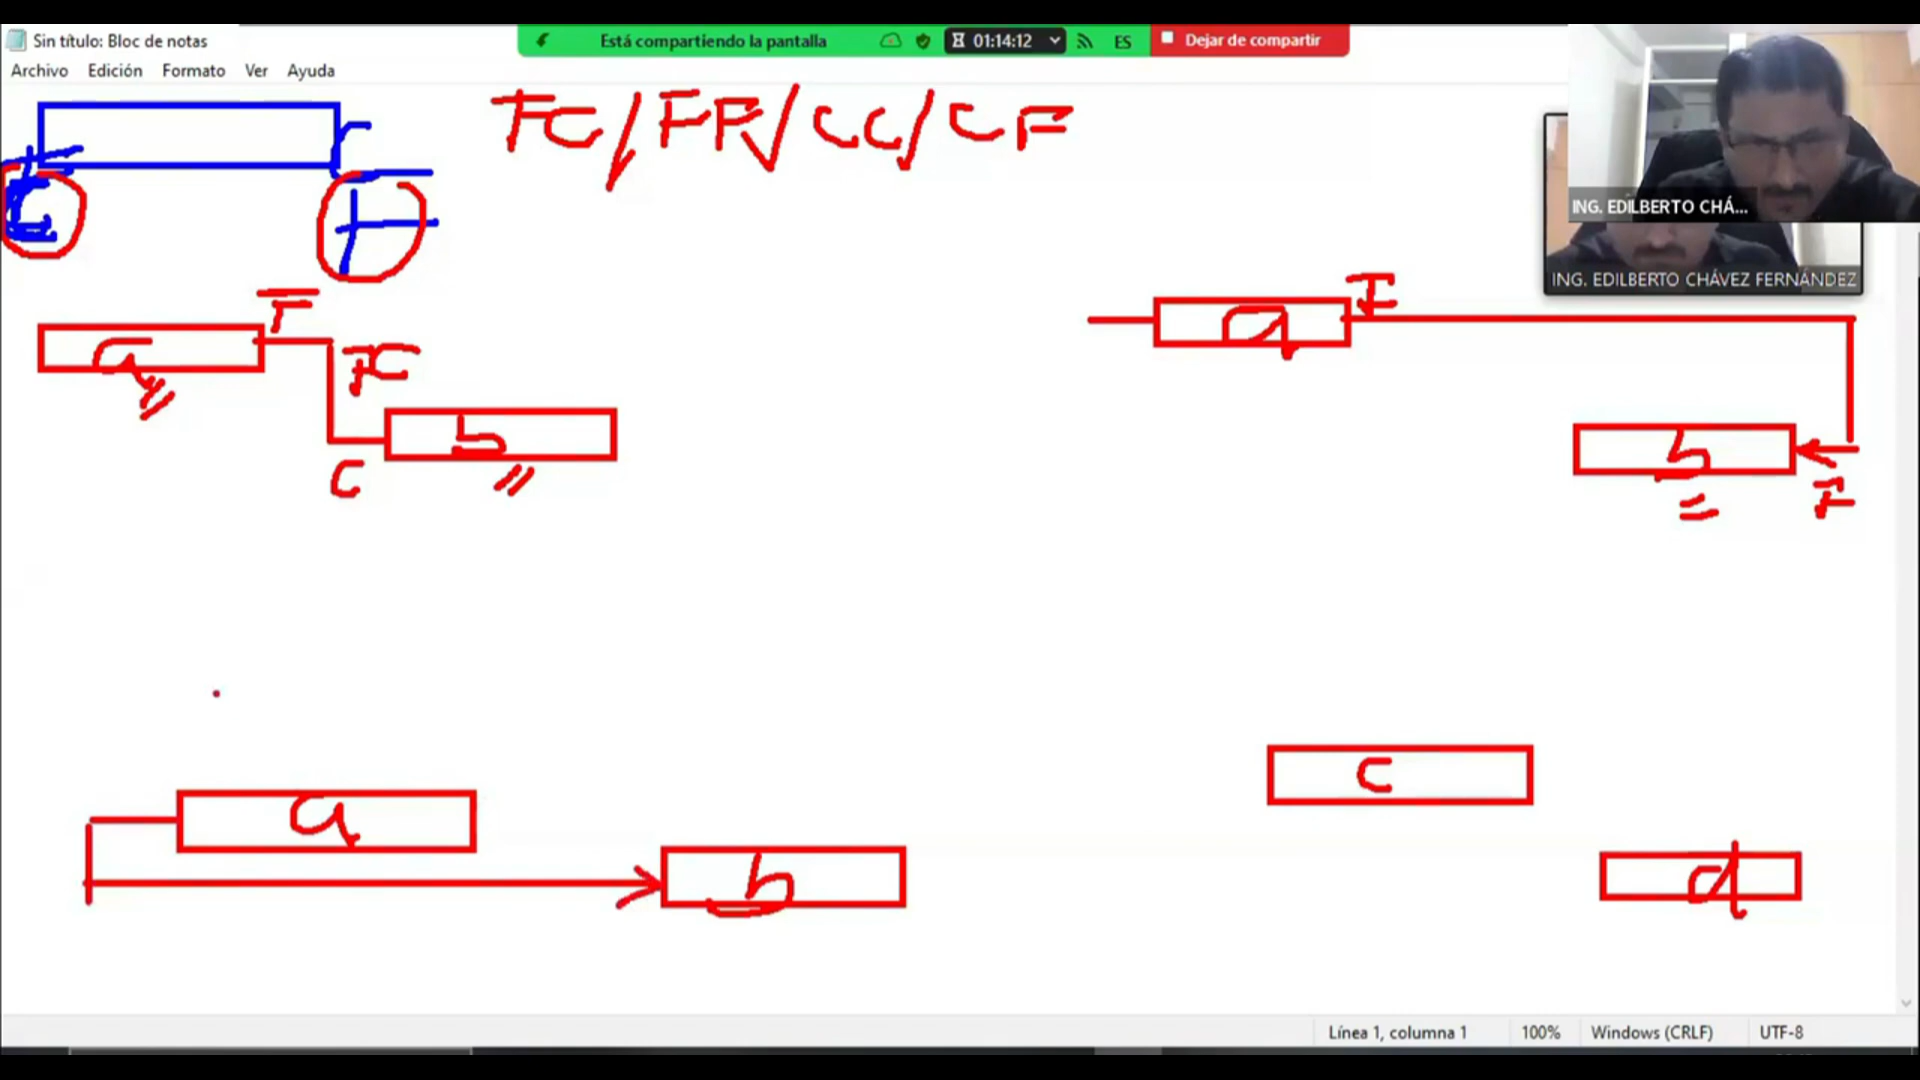 Sin título: Bloc de notas
Está compartiendo la pantalla
01:14:12
ES
Dejar de compartir
Archivo Edición Formato Ver Ayuda
FC/FF/CC/CF
ING. EDILBERTO CHÁ...
ING. EDILBERTO CHÁVEZ FERNÁNDEZ
C
F
a
F
FC
C
b
a
F
b
F
a
b
c
d
Línea 1, columna 1
100%
Windows (CRLF)
UTF-8